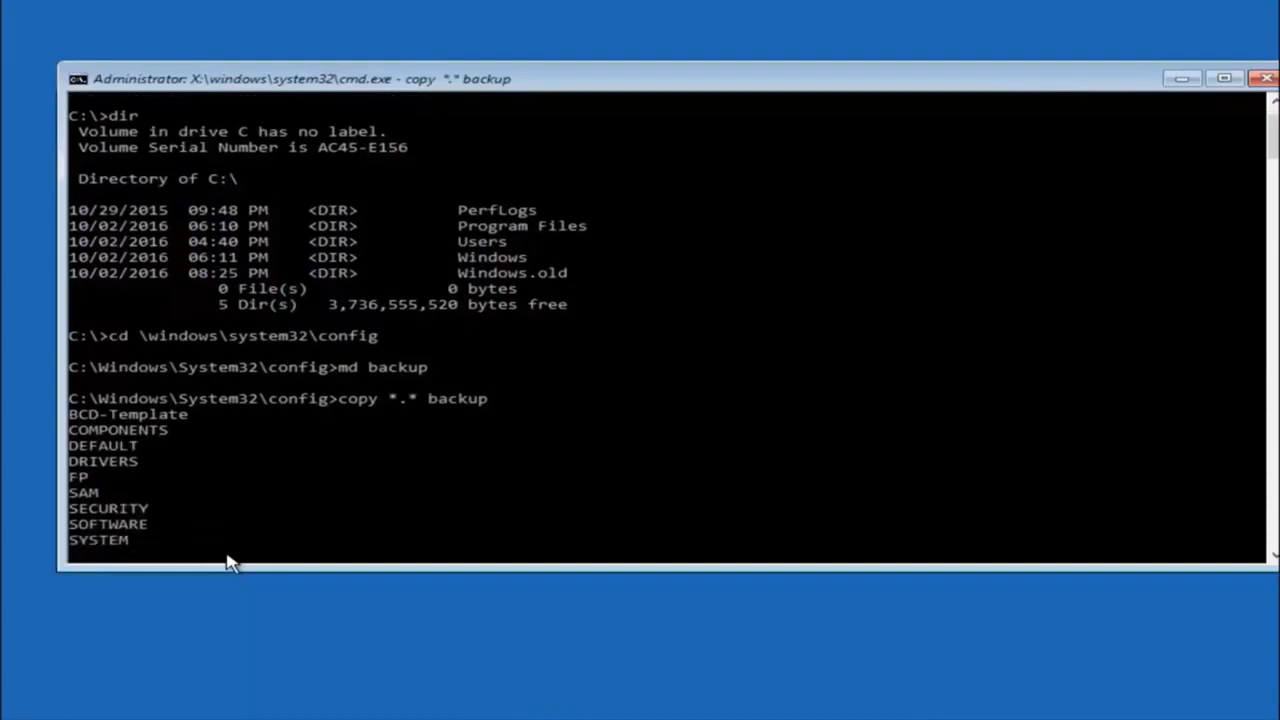 Administrator: X:\windows\system32\cmd.exe - copy  *.* backup
C:\>dir
 Volume in drive C has no label.
 Volume Serial Number is AC45-E156
 Directory of C:\
10/29/2015  09:48 PM    <DIR>          PerfLogs
10/02/2016  06:10 PM    <DIR>          Program Files
10/02/2016  04:40 PM    <DIR>          Users
10/02/2016  06:11 PM    <DIR>          Windows
10/02/2016  08:25 PM    <DIR>          Windows.old
               0 File(s)              0 bytes
               5 Dir(s)   3,736,555,520 bytes free
C:\>cd \windows\system32\config
C:\Windows\System32\config>md backup
C:\Windows\System32\config>copy *.* backup
BCD-Template
COMPONENTS
DEFAULT
DRIVERS
FP
SAM
SECURITY
SOFTWARE
SYSTEM